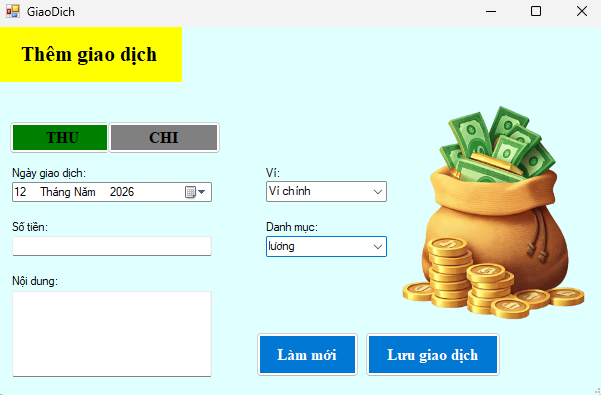 GiaoDich
Thêm giao dịch
THU CHI
Ngày giao dịch: Ví:
12 Tháng Năm 2026 Ví chính
Số tiền: Danh mục:
lương
Nội dung:
Làm mới Lưu giao dịch